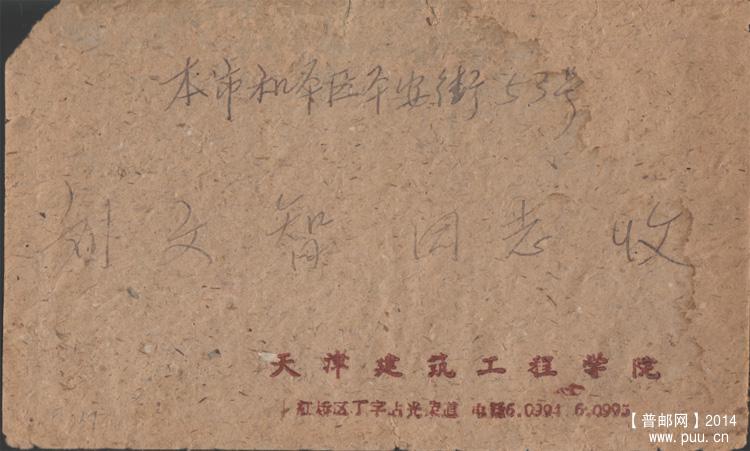 本市和平区平安街53号
刘文智同志收
天津建筑工程学院
红桥区丁字沽光荣道 电话6.0994 6.0995
【普邮网】2014
www.puu.cn